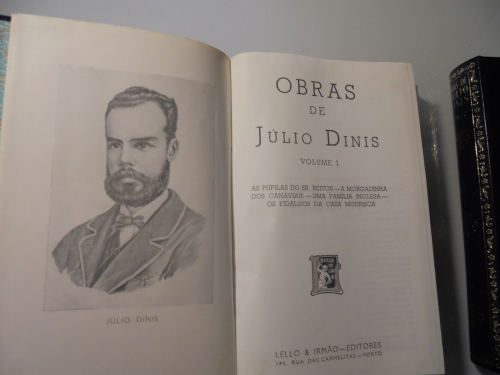 JÚLIO DINIS
OBRAS
DE
JÚLIO DINIS
VOLUME 1
AS PUPILAS DO SR. REITOR—A MORGADINHA
DOS CANAVIAIS—UMA FAMÍLIA INGLESA—
OS FIDALGOS DA CASA MOURISCA
LELLO & IRMÃO—EDITORES
144, RUA DAS CARMELITAS—PORTO